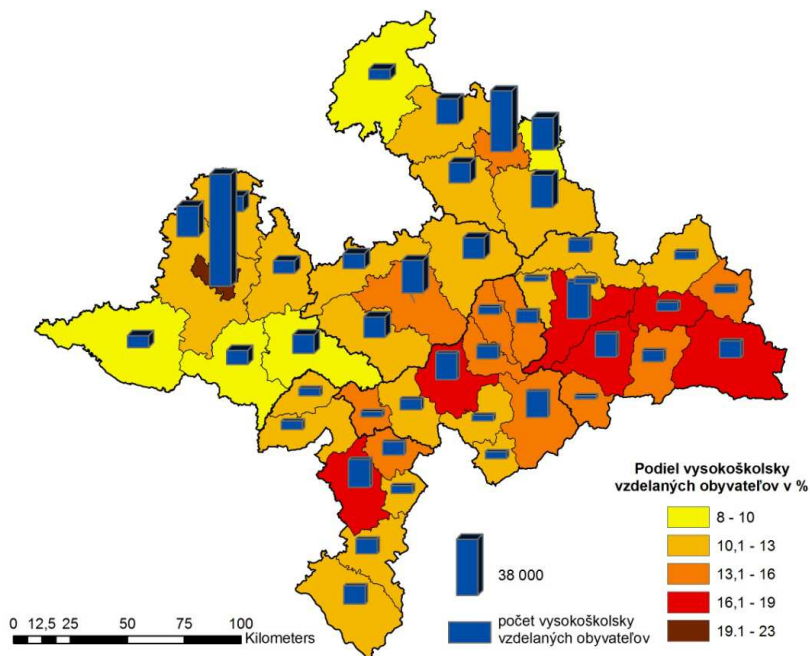 Podiel vysokoškolsky
vzdelaných obyvateľov v %
8 - 10
10,1 - 13
13,1 - 16
16,1 - 19
19.1 - 23
38 000
počet vysokoškolsky
vzdelaných obyvateľov
0 12,5 25 50 75 100
Kilometers